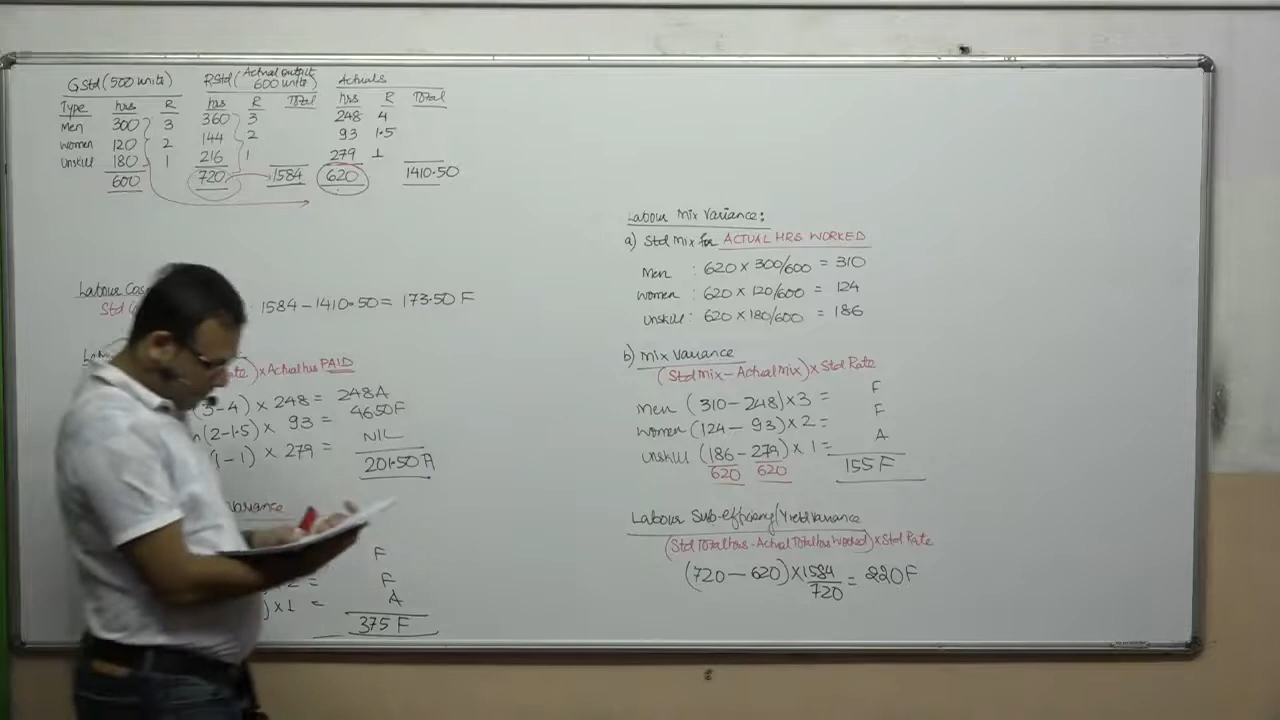 GStd (500 units) RStd (Actual output 600 units) Actuals
Type hrs R hrs R Total hrs R Total
Men 300 3 360 3 248 4
Women 120 2 144 2 93 1.5
Unskill 180 1 216 1 279 1
600 720 1584 620 1410.50
Labour Cos
Std
: 1584 - 1410.50 = 173.50 F
Rate) × Actual hrs PAID
(3-4) × 248 = 248A
(2-1.5) × 93 = 46.50F
(1-1) × 279 = NIL
201.50 A
Variance
F
F
) × 1 = A
375 F
Labour Mix Variance:
a) Std Mix for ACTUAL HRS WORKED
Men : 620 × 300/600 = 310
Women : 620 × 120/600 = 124
Unskill : 620 × 180/600 = 186
b) Mix Variance
(Std Mix - Actual Mix) × Std Rate
Men (310 - 248) × 3 = F
Women (124 - 93) × 2 = F
Unskill (186 - 279) × 1 = A
620 620 155 F
Labour Sub-efficiency/Yield Variance
(Std Total hrs - Actual Total hrs Worked) × Std Rate
(720 - 620) × 1584/720 = 220 F